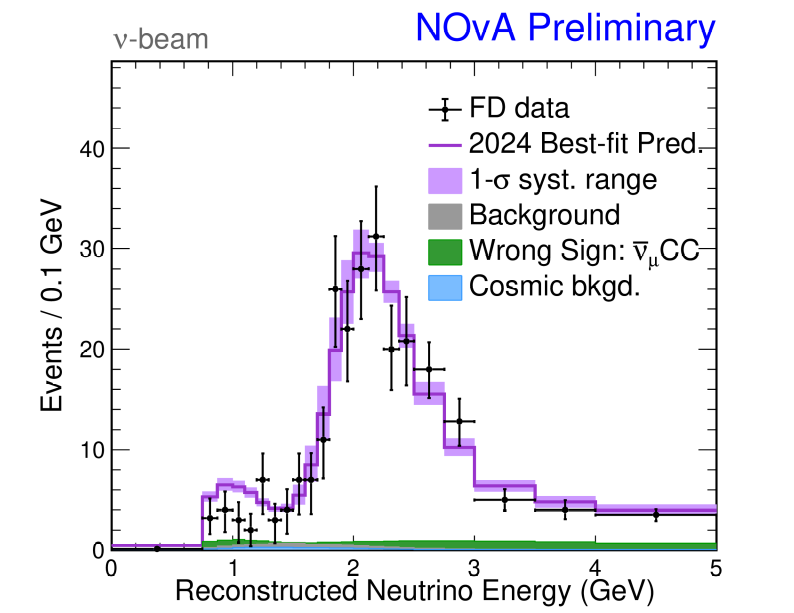 ν-beam
NOvA Preliminary
FD data
2024 Best-fit Pred.
1-σ syst. range
Background
Wrong Sign: ν̅μCC
Cosmic bkgd.
Events / 0.1 GeV
40
30
20
10
0
0 1 2 3 4 5
Reconstructed Neutrino Energy (GeV)